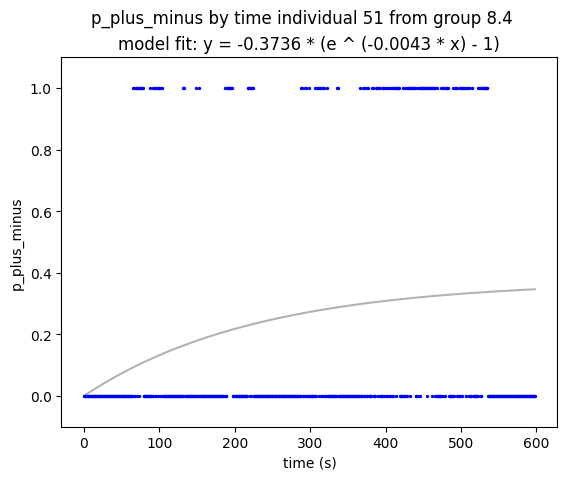 p_plus_minus by time individual 51 from group 8.4
model fit: y = -0.3736 * (e ^ (-0.0043 * x) - 1)
1.0
0.8
0.6
0.4
0.2
0.0
p_plus_minus
0 100 200 300 400 500 600
time (s)